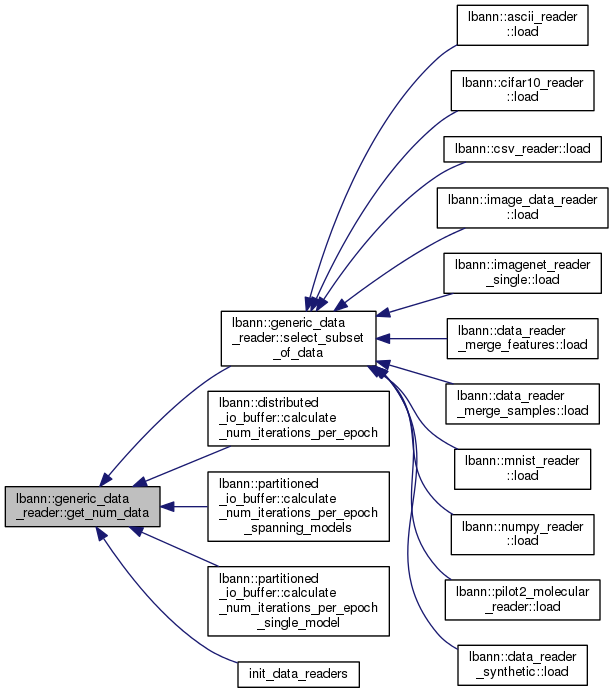 lbann::ascii_reader
::load
lbann::cifar10_reader
::load
lbann::csv_reader::load
lbann::image_data_reader
::load
lbann::imagenet_reader
_single::load
lbann::generic_data
_reader::select_subset
_of_data
lbann::data_reader
_merge_features::load
lbann::data_reader
_merge_samples::load
lbann::distributed
_io_buffer::calculate
_num_iterations_per_epoch
lbann::mnist_reader
::load
lbann::generic_data
_reader::get_num_data
lbann::partitioned
_io_buffer::calculate
_num_iterations_per_epoch
_spanning_models
lbann::numpy_reader
::load
lbann::partitioned
_io_buffer::calculate
_num_iterations_per_epoch
_single_model
lbann::pilot2_molecular
_reader::load
lbann::data_reader
_synthetic::load
init_data_readers